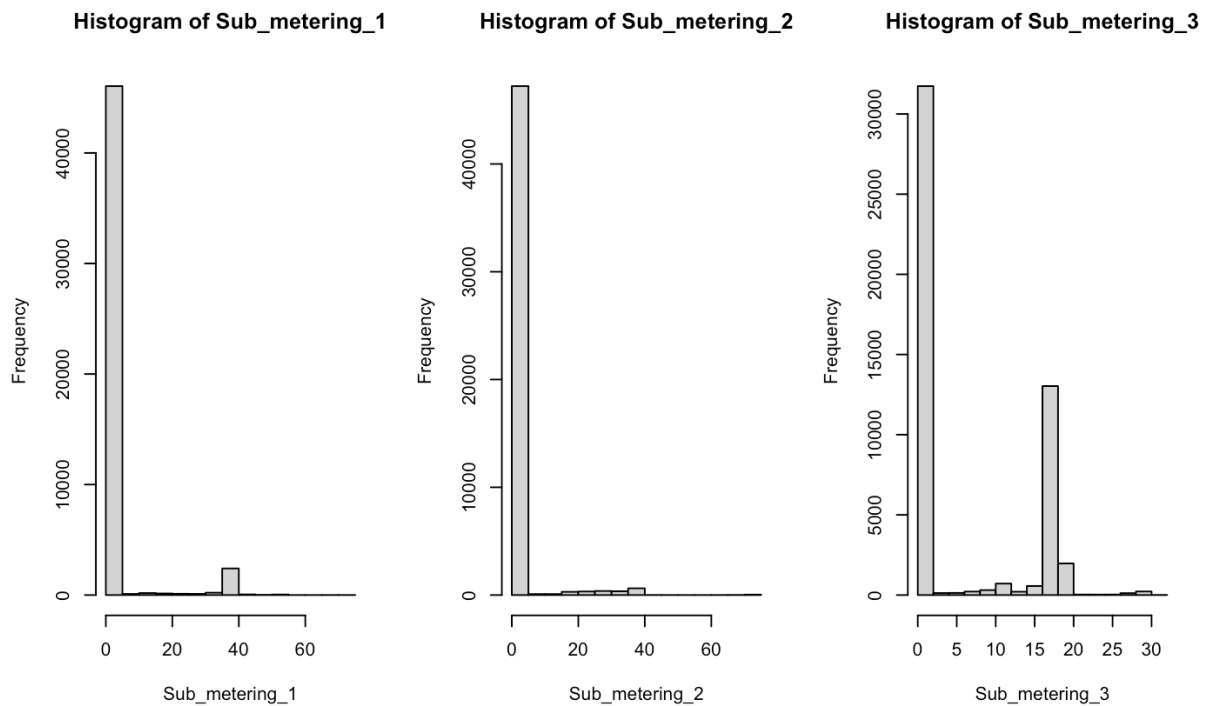 Histogram of Sub_metering_1
Frequency
40000
30000
20000
10000
0
0 20 40 60
Sub_metering_1
Histogram of Sub_metering_2
Frequency
40000
30000
20000
10000
0
0 20 40 60
Sub_metering_2
Histogram of Sub_metering_3
Frequency
30000
25000
20000
15000
10000
5000
0
0 5 10 15 20 25 30
Sub_metering_3